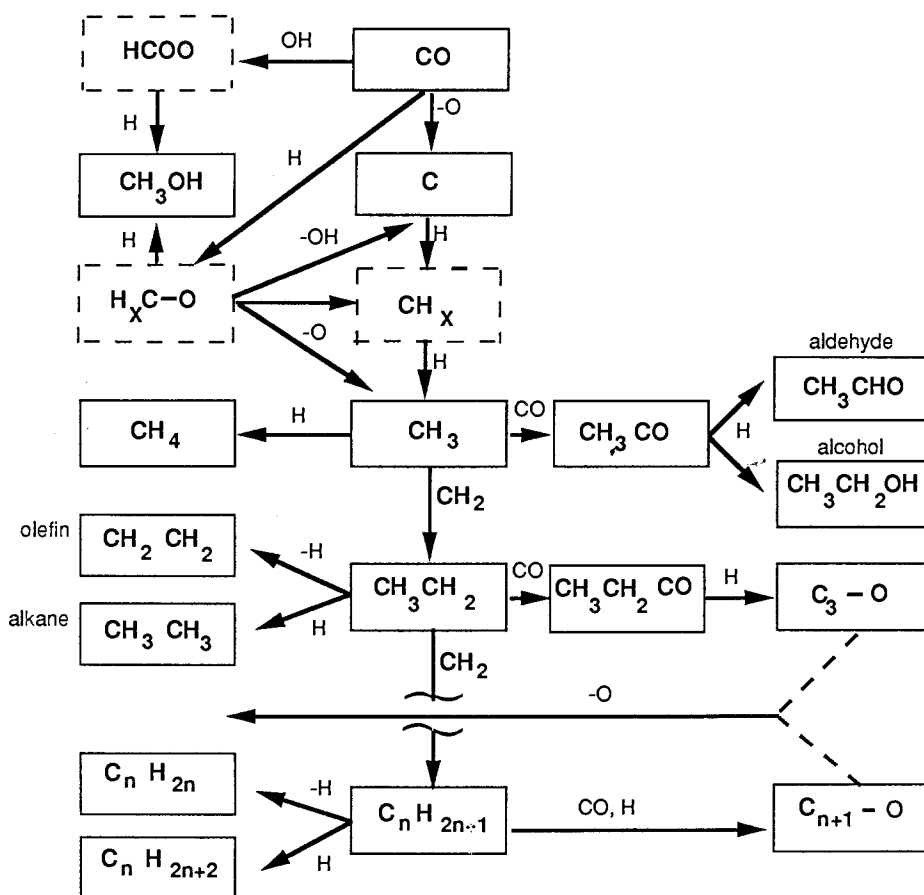 HCOO
OH
CO
H
-O
H
CH3OH
C
H
-OH
H
HXC-O
CHX
-O
H
aldehyde
CH3CHO
CH4
H
CH3
CO
CH3 CO
H
alcohol
CH3CH2OH
CH2
olefin
CH2 CH2
-H
CH3CH2
CO
CH3CH2 CO
H
C3-O
alkane
CH3 CH3
H
CH2
-O
Cn H2n
-H
Cn H2n+1
CO, H
Cn+1-O
Cn H2n+2
H